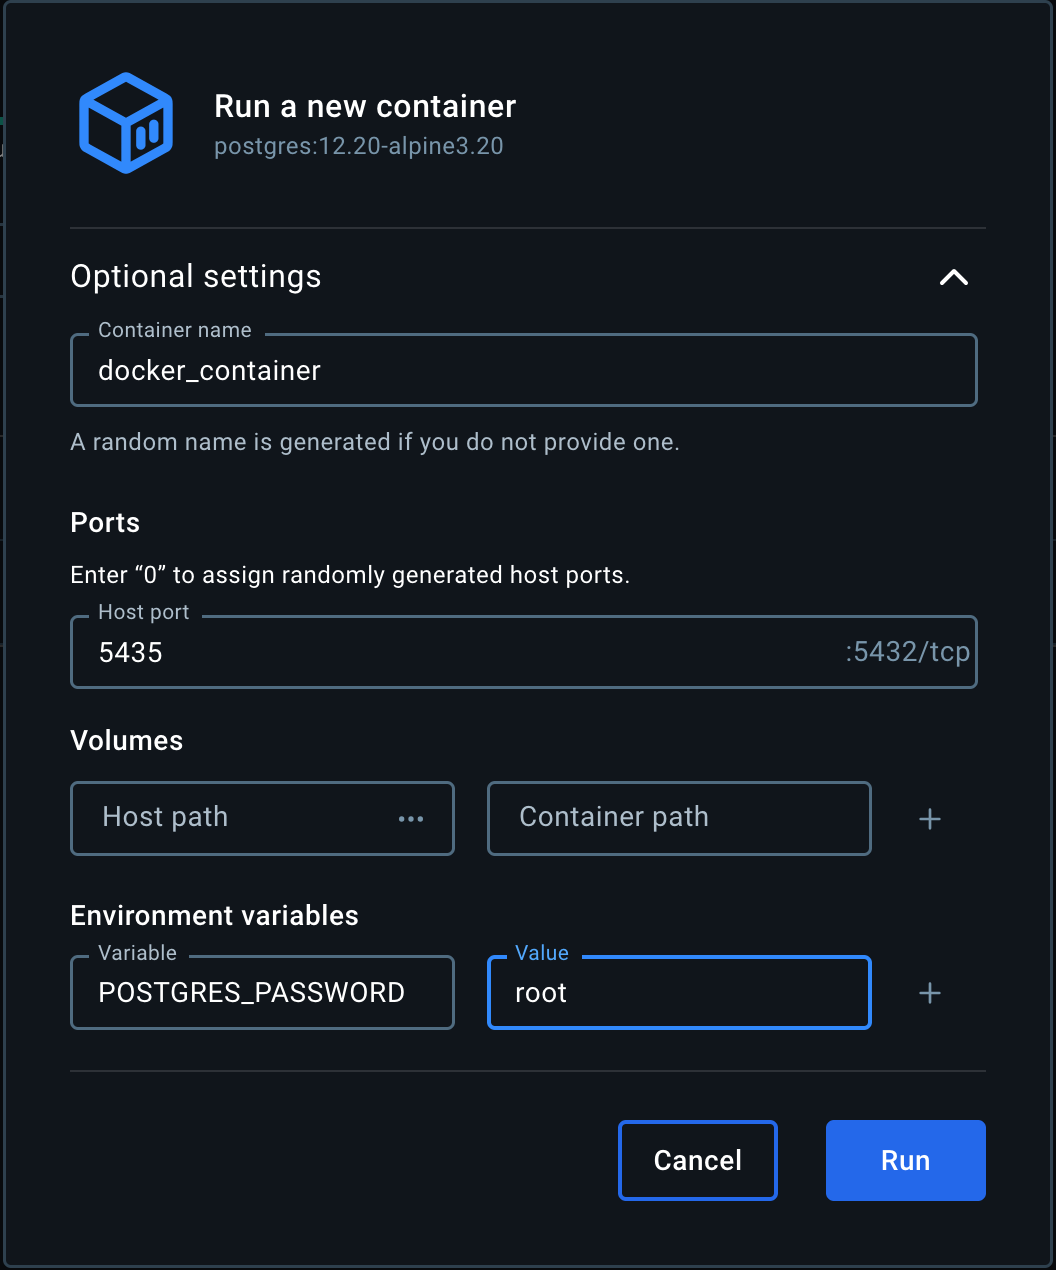 Run a new container
postgres:12.20-alpine3.20
Optional settings
Container name
docker_container
A random name is generated if you do not provide one.
Ports
Enter “0” to assign randomly generated host ports.
Host port
5435 :5432/tcp
Volumes
Host path ••• Container path +
Environment variables
Variable Value
POSTGRES_PASSWORD root +
Cancel Run